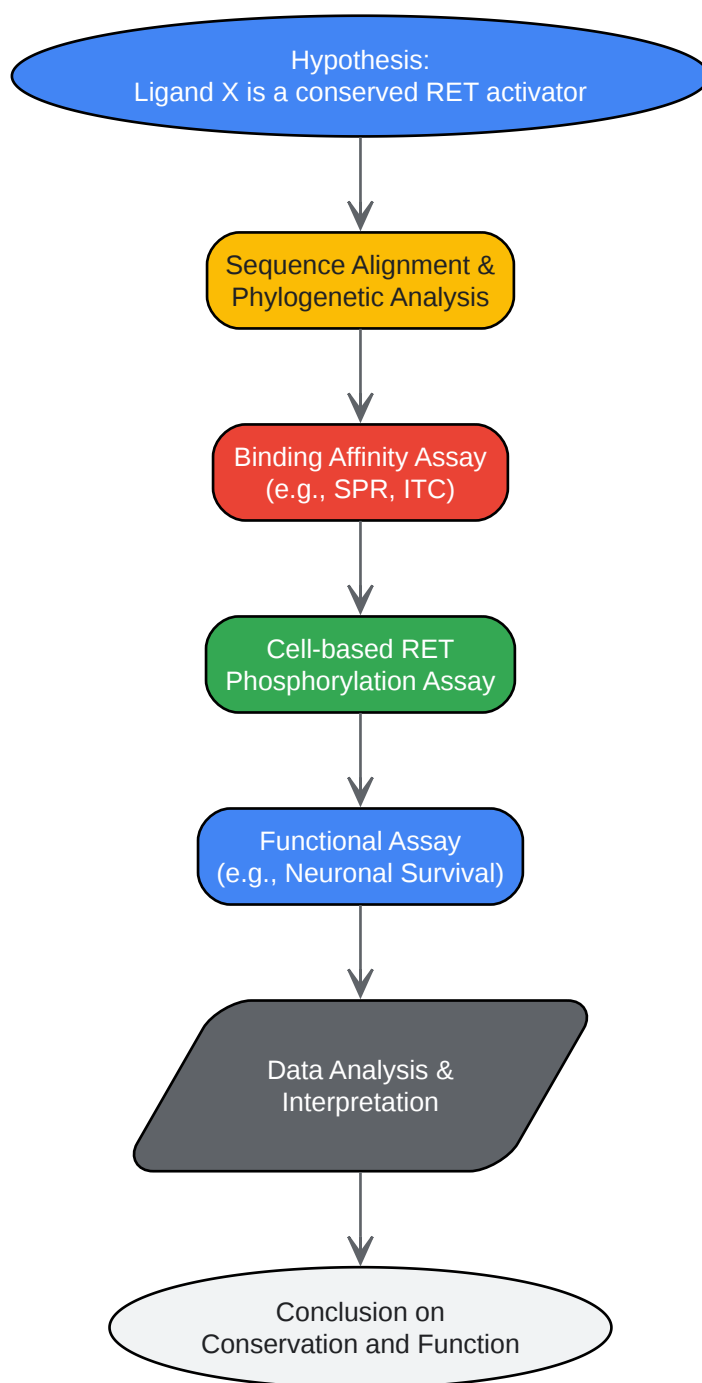 Hypothesis:
Ligand X is a conserved RET activator
Sequence Alignment &
Phylogenetic Analysis
Binding Affinity Assay
(e.g., SPR, ITC)
Cell-based RET
Phosphorylation Assay
Functional Assay
(e.g., Neuronal Survival)
Data Analysis &
Interpretation
Conclusion on
Conservation and Function